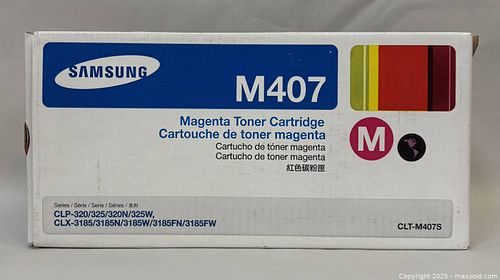 SAMSUNG
M407
Magenta Toner Cartridge
Cartouche de toner magenta
Cartucho de tóner magenta
Cartucho de toner magenta
紅色碳粉匣
M
Series / Série / Serie / Séries / 系列
CLP-320/325/320N/325W,
CLX-3185/3185N/3185W/3185FN/3185FW
CLT-M407S
Copyright © 2025 - maxsold.com